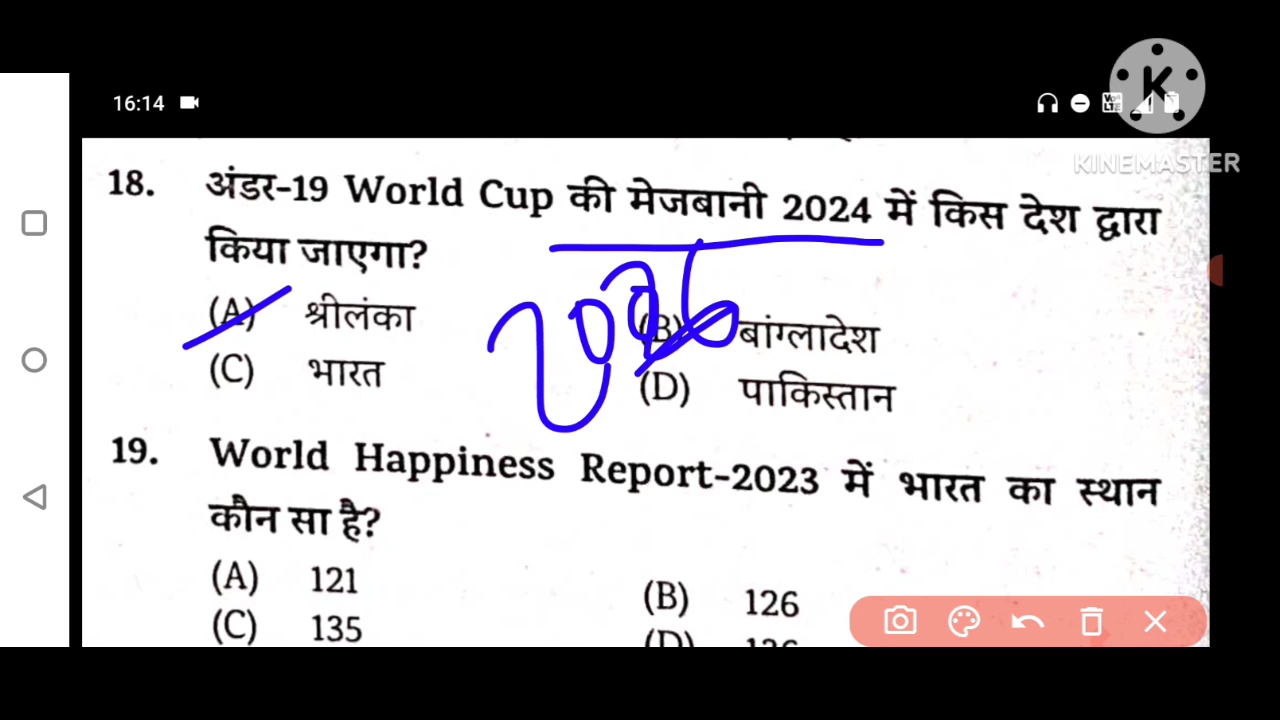 16:14
KINEMASTER
18. अंडर-19 World Cup की मेजबानी 2024 में किस देश द्वारा
किया जाएगा?
(A) श्रीलंका (B) बांग्लादेश
(C) भारत (D) पाकिस्तान
2026
19. World Happiness Report-2023 में भारत का स्थान
कौन सा है?
(A) 121 (B) 126
(C) 135 (D)